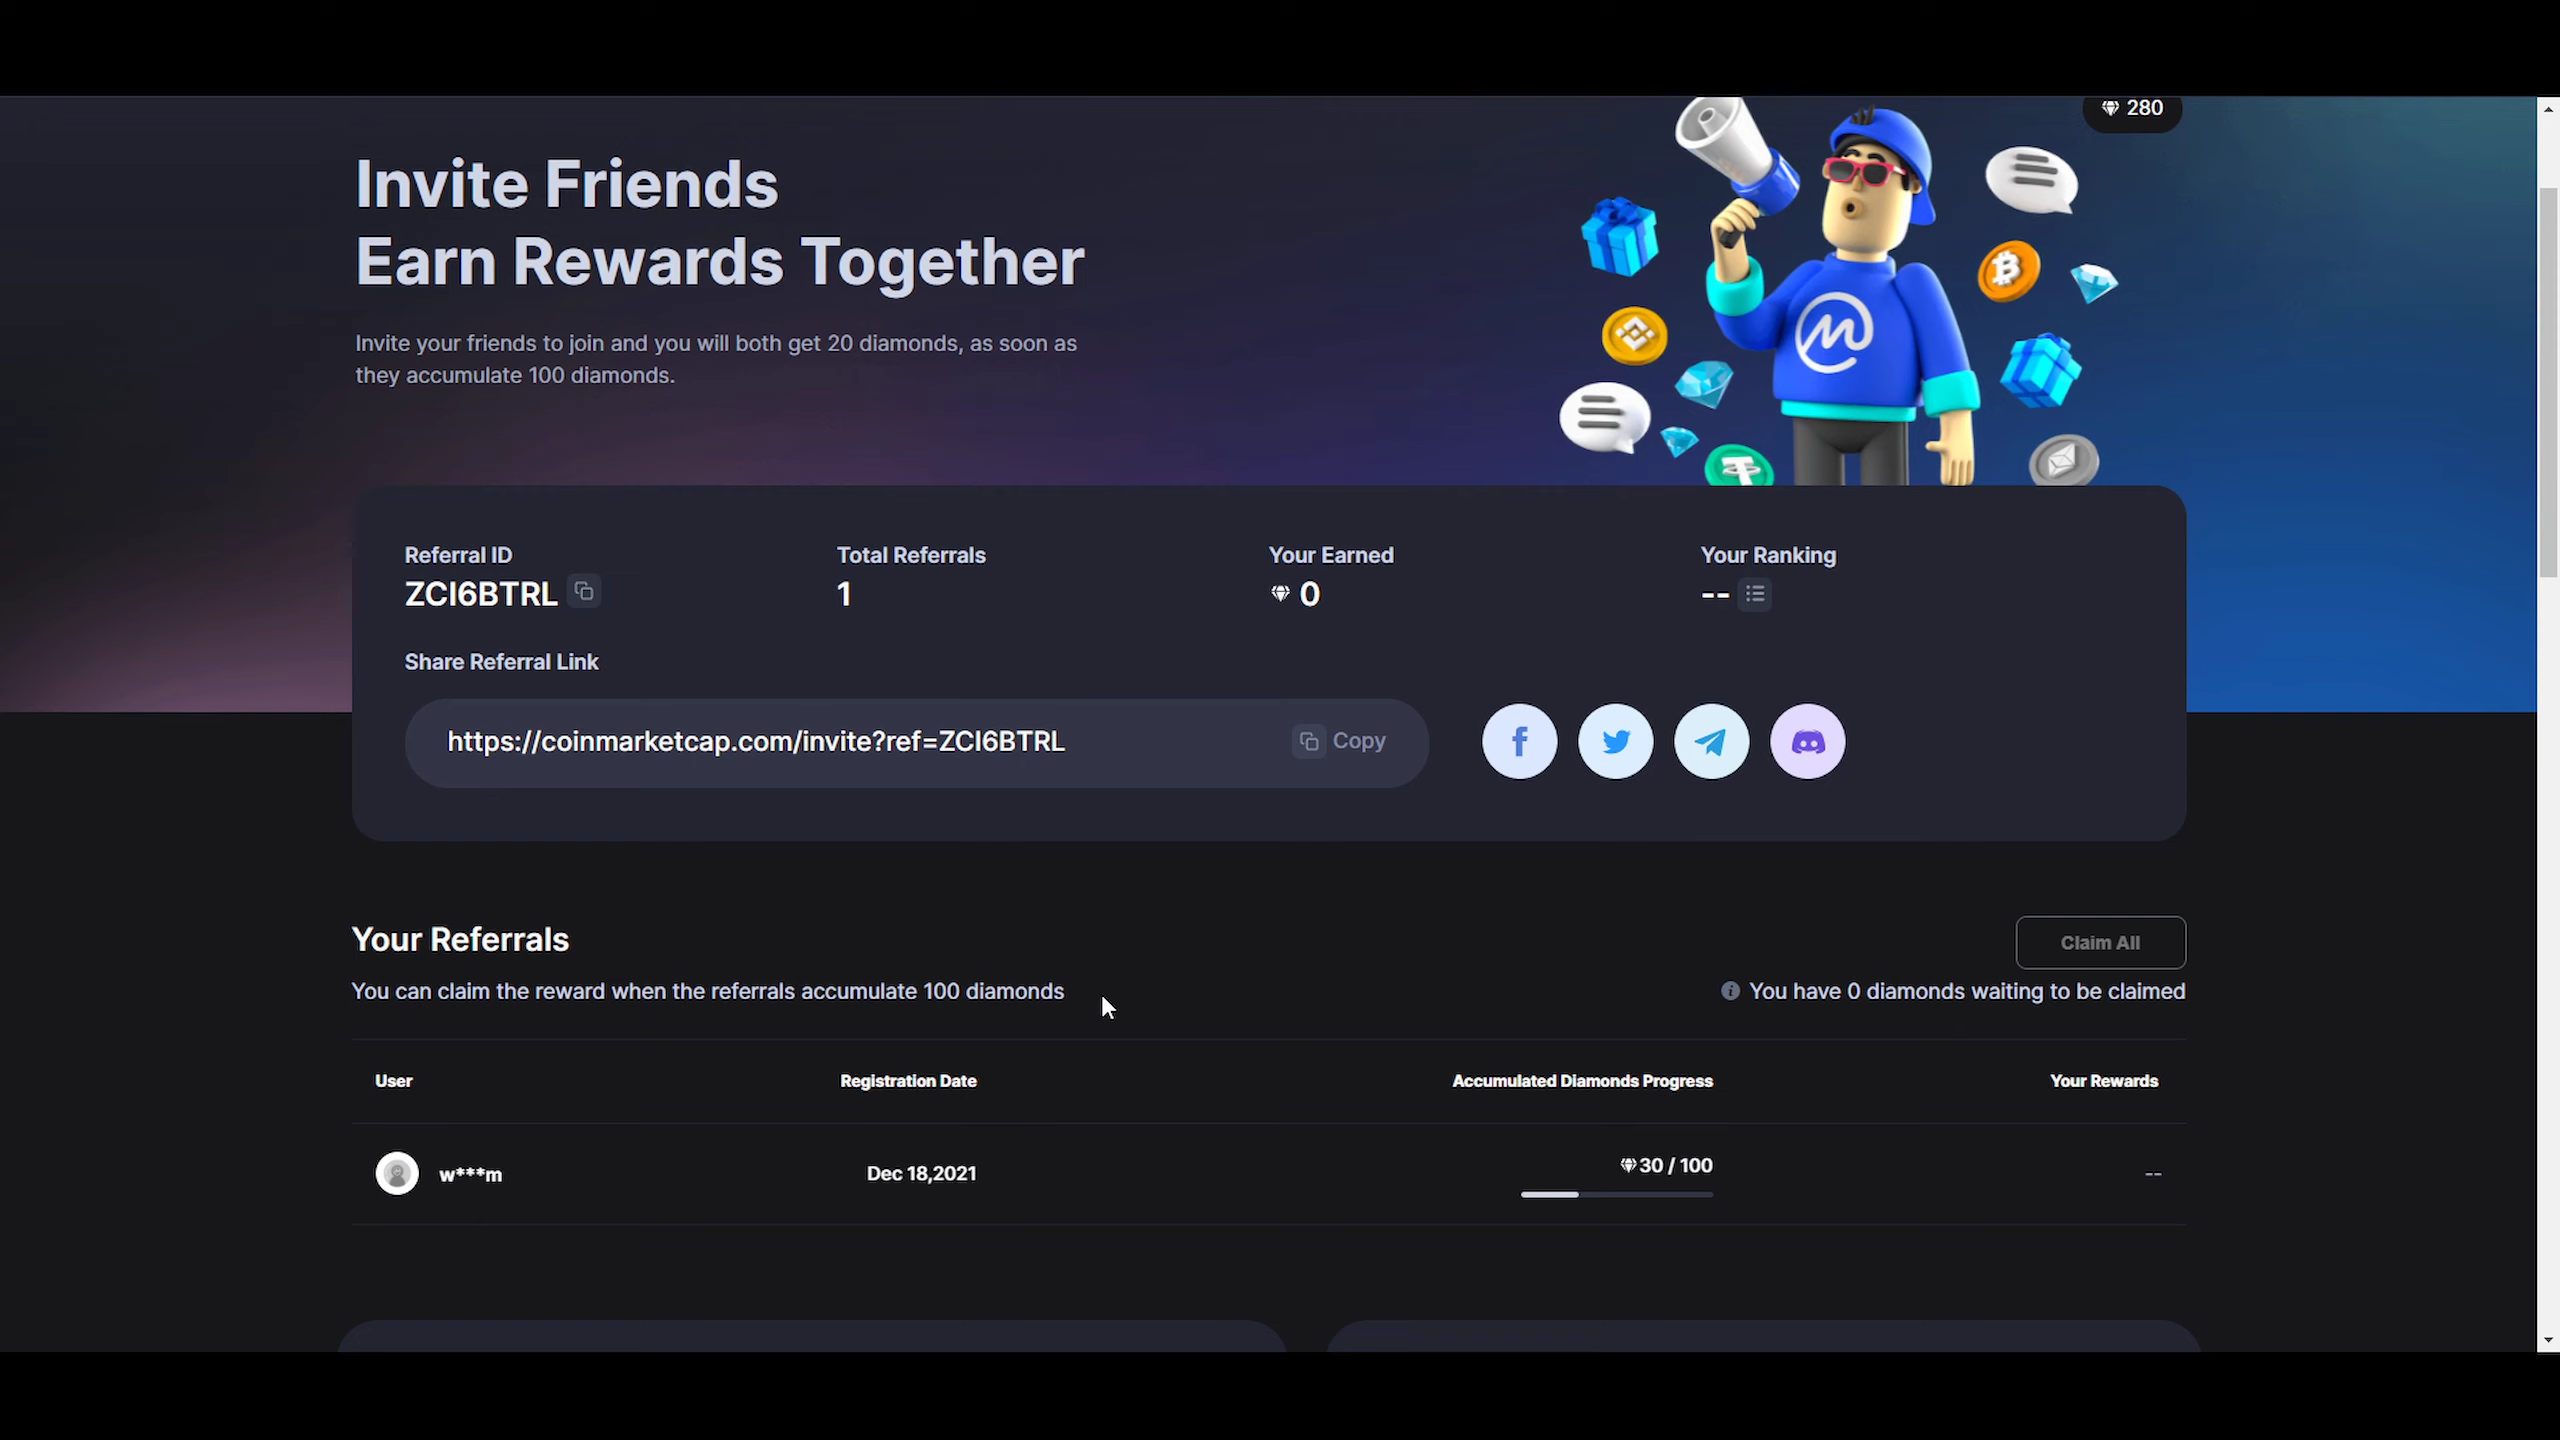 280
Invite Friends
Earn Rewards Together
Invite your friends to join and you will both get 20 diamonds, as soon as
they accumulate 100 diamonds.
Referral ID
ZCI6BTRL
Total Referrals
1
Your Earned
0
Your Ranking
--
Share Referral Link
https://coinmarketcap.com/invite?ref=ZCI6BTRL
Copy
Your Referrals
Claim All
You can claim the reward when the referrals accumulate 100 diamonds
You have 0 diamonds waiting to be claimed
User Registration Date Accumulated Diamonds Progress Your Rewards
w***m Dec 18,2021 30 / 100 --